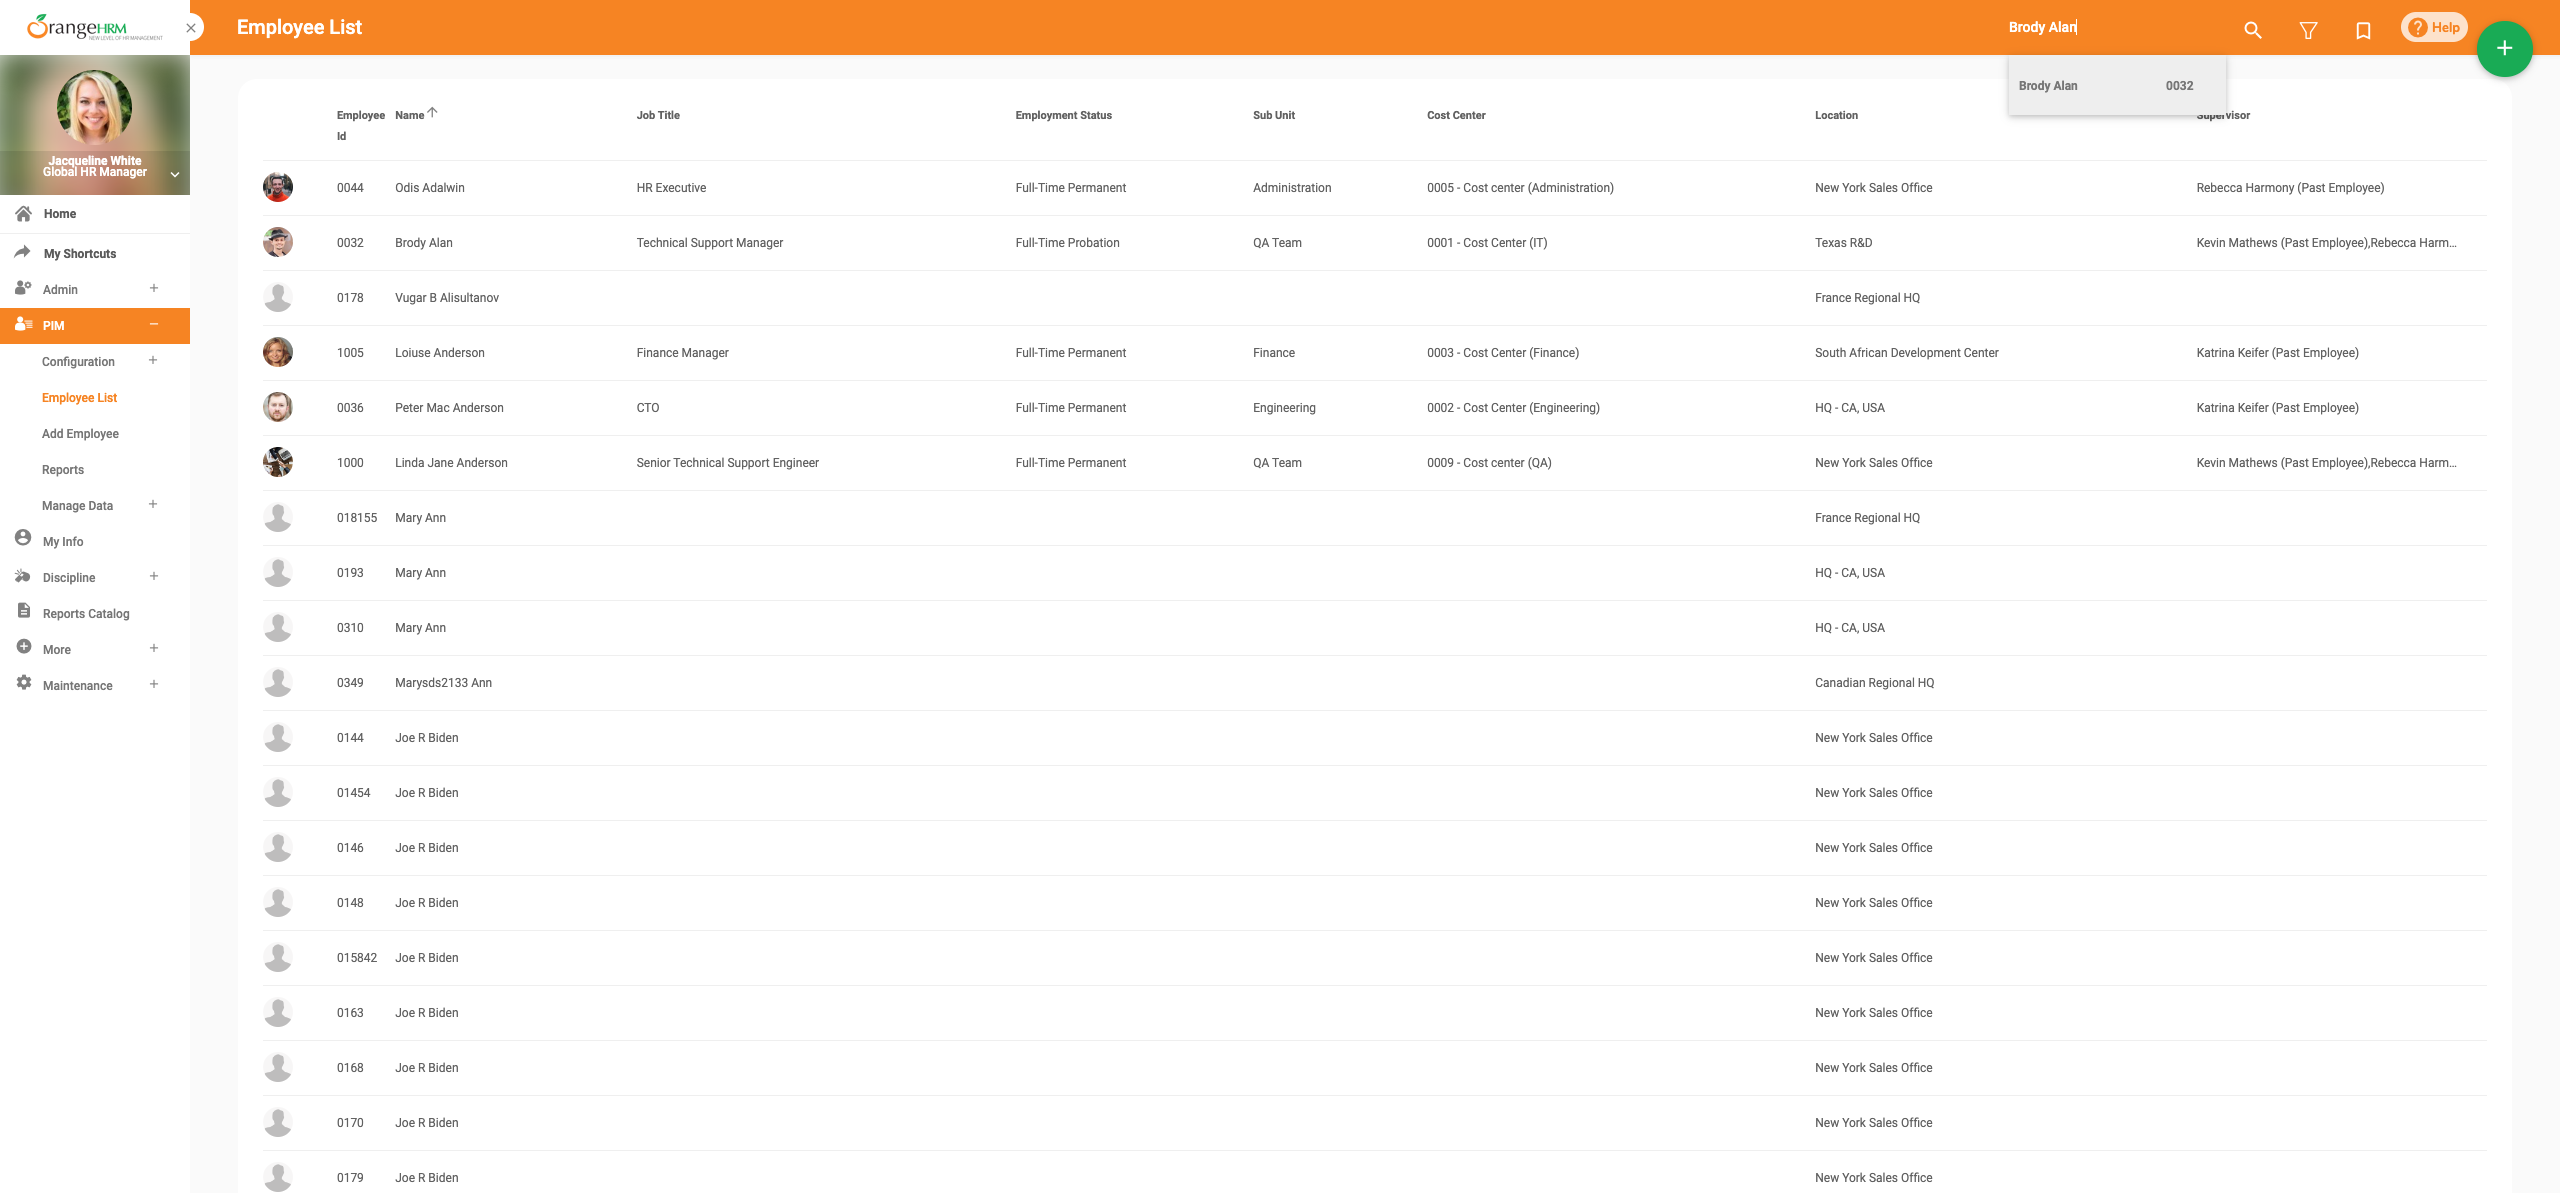 OrangeHRM
NEW LEVEL OF HR MANAGEMENT
Employee List
Brody Alan
Help
Brody Alan 0032
Jacqueline White
Global HR Manager
Home
My Shortcuts
Admin
PIM
Configuration
Employee List
Add Employee
Reports
Manage Data
My Info
Discipline
Reports Catalog
More
Maintenance
Employee Id Name Job Title Employment Status Sub Unit Cost Center Location Supervisor
0044 Odis Adalwin HR Executive Full-Time Permanent Administration 0005 - Cost center (Administration) New York Sales Office Rebecca Harmony (Past Employee)
0032 Brody Alan Technical Support Manager Full-Time Probation QA Team 0001 - Cost Center (IT) Texas R&D Kevin Mathews (Past Employee),Rebecca Harm...
0178 Vugar B Alisultanov France Regional HQ
1005 Loiuse Anderson Finance Manager Full-Time Permanent Finance 0003 - Cost Center (Finance) South African Development Center Katrina Keifer (Past Employee)
0036 Peter Mac Anderson CTO Full-Time Permanent Engineering 0002 - Cost Center (Engineering) HQ - CA, USA Katrina Keifer (Past Employee)
1000 Linda Jane Anderson Senior Technical Support Engineer Full-Time Permanent QA Team 0009 - Cost center (QA) New York Sales Office Kevin Mathews (Past Employee),Rebecca Harm...
018155 Mary Ann France Regional HQ
0193 Mary Ann HQ - CA, USA
0310 Mary Ann HQ - CA, USA
0349 Marysds2133 Ann Canadian Regional HQ
0144 Joe R Biden New York Sales Office
01454 Joe R Biden New York Sales Office
0146 Joe R Biden New York Sales Office
0148 Joe R Biden New York Sales Office
015842 Joe R Biden New York Sales Office
0163 Joe R Biden New York Sales Office
0168 Joe R Biden New York Sales Office
0170 Joe R Biden New York Sales Office
0179 Joe R Biden New York Sales Office